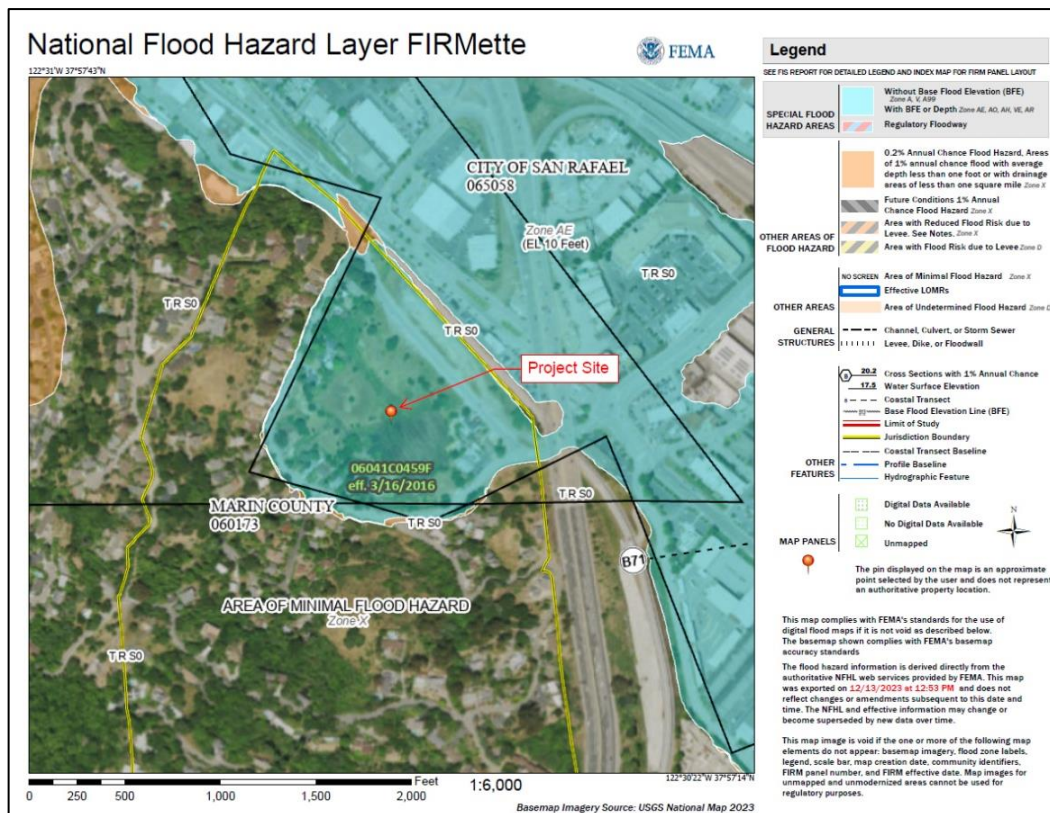 National Flood Hazard Layer FIRMette
FEMA
122°31'W 37°57'43"N
CITY OF SAN RAFAEL
065058
Zone AE
(EL 10 Feet)
T R S0
T R S0
T R S0
Project Site
06041C0459F
eff. 3/16/2016
MARIN COUNTY
060173
T R S0
T R S0
B71
AREA OF MINIMAL FLOOD HAZARD
Zone X
T R S0
122°30'22"W 37°57'14"N
Feet
1:6,000
0 250 500 1,000 1,500 2,000
Basemap Imagery Source: USGS National Map 2023
Legend
SEE FIS REPORT FOR DETAILED LEGEND AND INDEX MAP FOR FIRM PANEL LAYOUT
SPECIAL FLOOD
HAZARD AREAS
Without Base Flood Elevation (BFE)
Zone A, V, A99
With BFE or Depth Zone AE, AO, AH, VE, AR
Regulatory Floodway
OTHER AREAS OF
FLOOD HAZARD
0.2% Annual Chance Flood Hazard, Areas
of 1% annual chance flood with average
depth less than one foot or with drainage
areas of less than one square mile Zone X
Future Conditions 1% Annual
Chance Flood Hazard Zone X
Area with Reduced Flood Risk due to
Levee. See Notes. Zone X
Area with Flood Risk due to Levee Zone D
OTHER AREAS
NO SCREEN Area of Minimal Flood Hazard Zone X
Effective LOMRs
Area of Undetermined Flood Hazard Zone D
GENERAL
STRUCTURES
Channel, Culvert, or Storm Sewer
Levee, Dike, or Floodwall
OTHER
FEATURES
20.2 Cross Sections with 1% Annual Chance
17.5 Water Surface Elevation
Coastal Transect
Base Flood Elevation Line (BFE)
Limit of Study
Jurisdiction Boundary
Coastal Transect Baseline
Profile Baseline
Hydrographic Feature
MAP PANELS
Digital Data Available
No Digital Data Available
Unmapped
N
The pin displayed on the map is an approximate
point selected by the user and does not represent
an authoritative property location.
This map complies with FEMA's standards for the use of
digital flood maps if it is not void as described below.
The basemap shown complies with FEMA's basemap
accuracy standards
The flood hazard information is derived directly from the
authoritative NFHL web services provided by FEMA. This map
was exported on 12/13/2023 at 12:53 PM and does not
reflect changes or amendments subsequent to this date and
time. The NFHL and effective information may change or
become superseded by new data over time.
This map image is void if the one or more of the following map
elements do not appear: basemap imagery, flood zone labels,
legend, scale bar, map creation date, community identifiers,
FIRM panel number, and FIRM effective date. Map images for
unmapped and unmodernized areas cannot be used for
regulatory purposes.